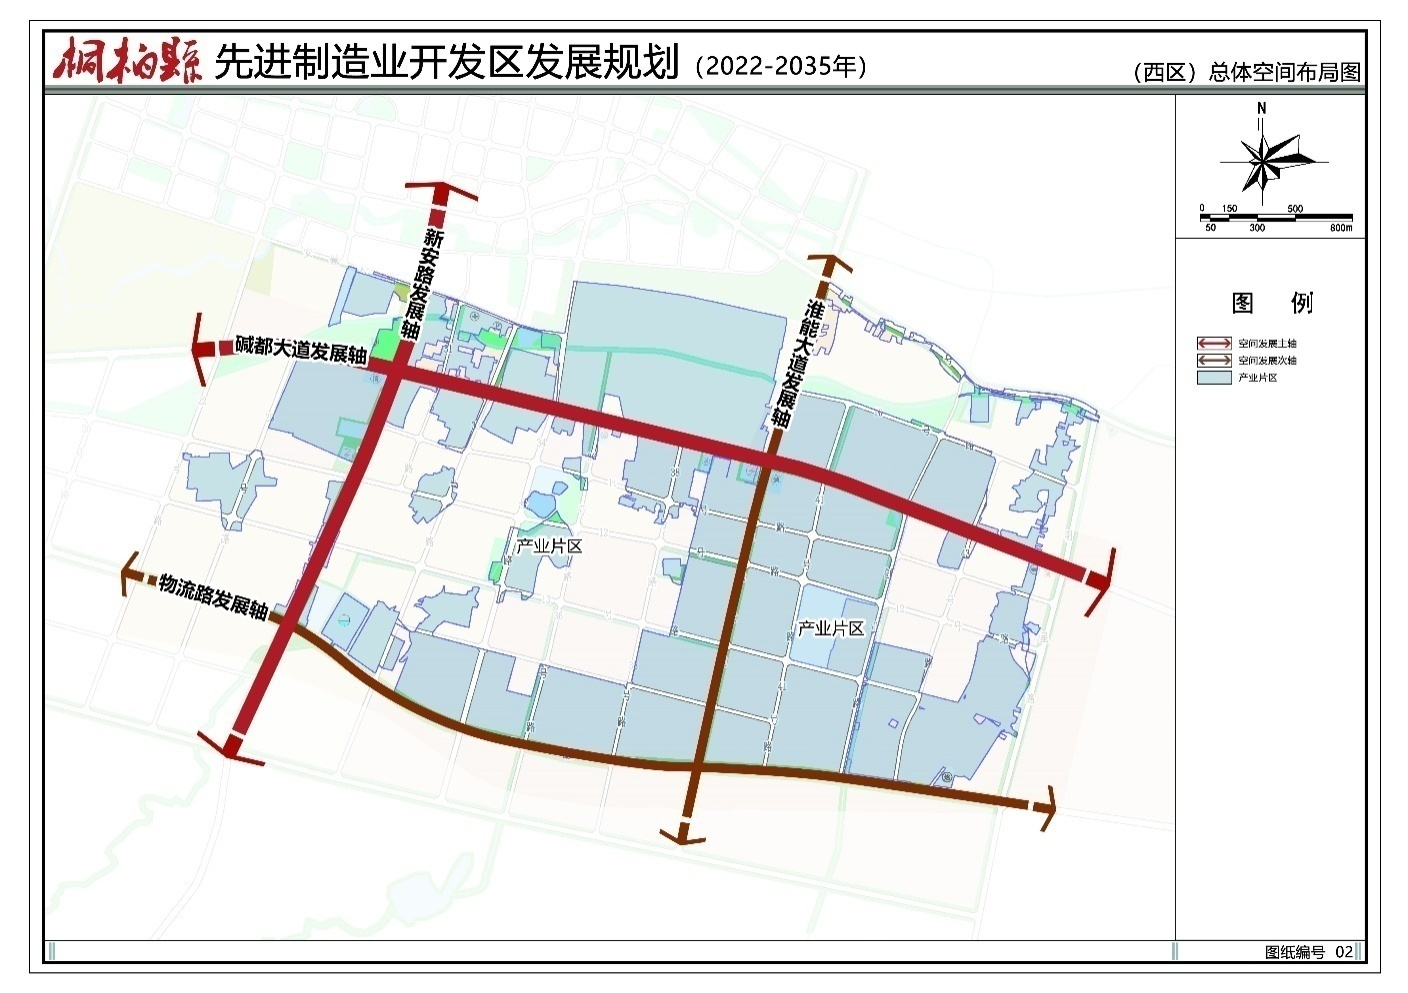 桐柏县 先进制造业开发区发展规划（2022-2035年）
（西区）总体空间布局图
N
0 150 500
50 300 800m
图 例
空间发展主轴
空间发展次轴
产业片区
新安路发展轴
碱都大道发展轴
淮能大道发展轴
物流路发展轴
产业片区
产业片区
图纸编号 02